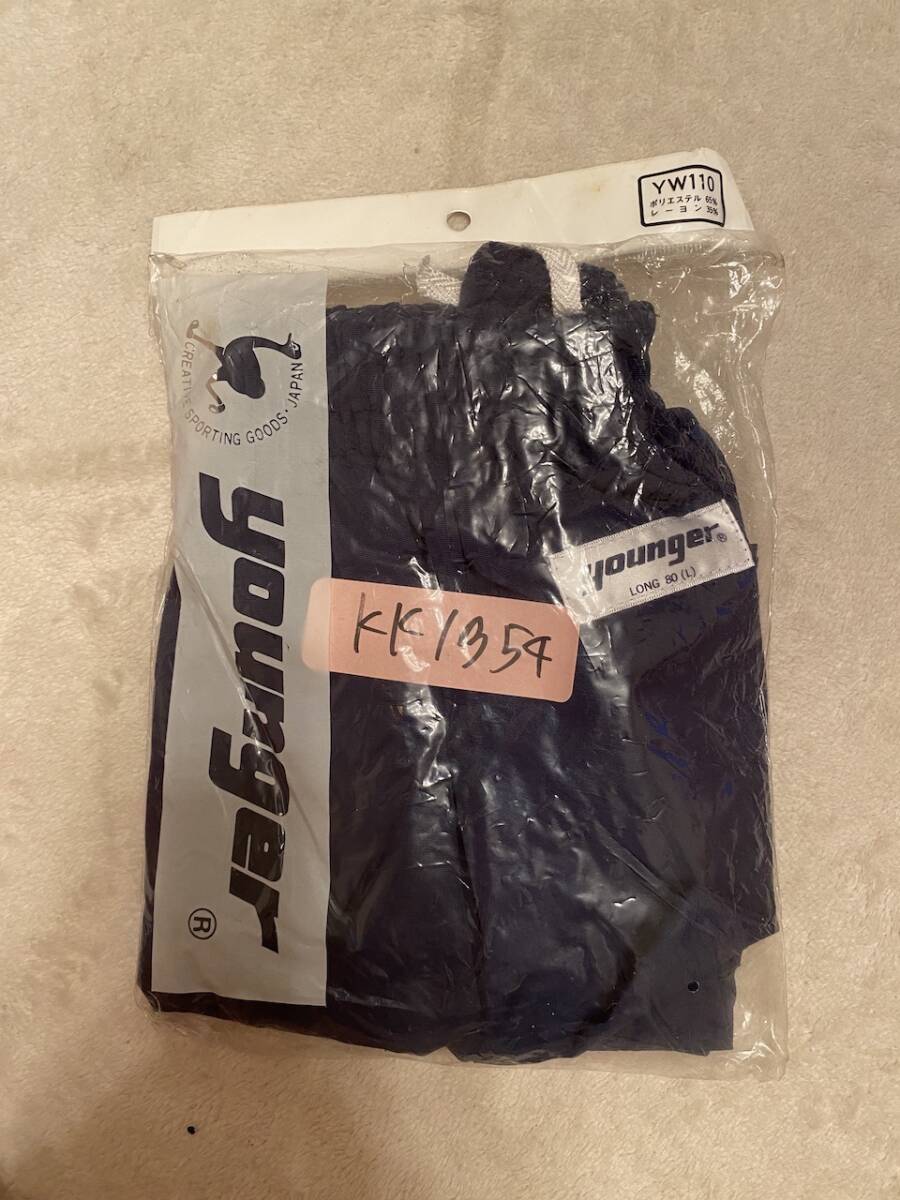 YW110
ポリエステル 65%
レーヨン 35%
CREATIVE SPORTING GOODS・JAPAN
younger
®
younger®
LONG 80 (L)
KK1354